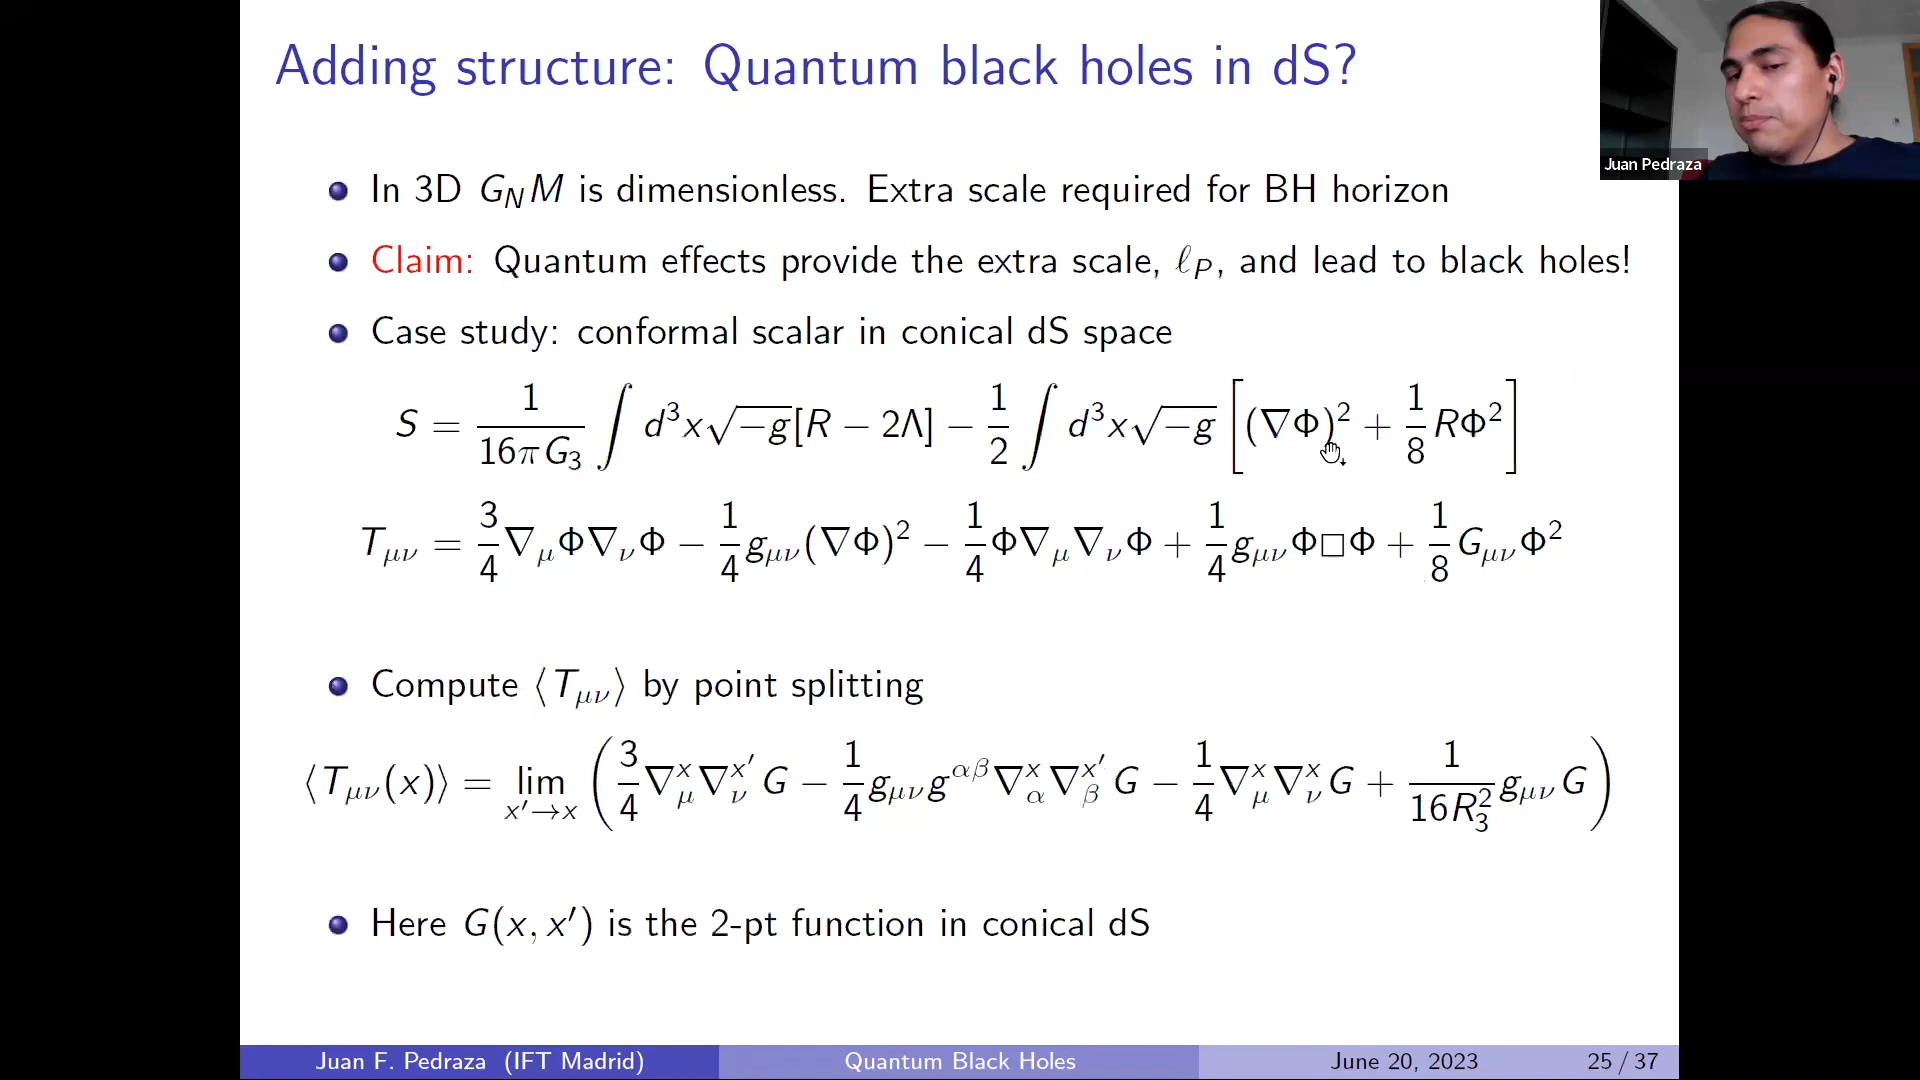 Adding structure: Quantum black holes in dS?
Juan Pedraza
In 3D G_N M is dimensionless. Extra scale required for BH horizon
Claim: Quantum effects provide the extra scale, ℓ_P, and lead to black holes!
Case study: conformal scalar in conical dS space
S = 1/(16πG_3) ∫ d^3x√−g[R − 2Λ] − 1/2 ∫ d^3x√−g [(∇Φ)^2 + 1/8 RΦ^2]
T_μν = 3/4 ∇_μΦ∇_νΦ − 1/4 g_μν(∇Φ)^2 − 1/4 Φ∇_μ∇_νΦ + 1/4 g_μνΦ□Φ + 1/8 G_μνΦ^2
Compute ⟨T_μν⟩ by point splitting
⟨T_μν(x)⟩ = lim_{x′→x} (3/4 ∇^x_μ∇^{x′}_ν G − 1/4 g_μν g^{αβ}∇^x_α∇^{x′}_β G − 1/4 ∇^x_μ∇^x_ν G + 1/(16R_3^2) g_μν G)
Here G(x, x′) is the 2-pt function in conical dS
Juan F. Pedraza (IFT Madrid) Quantum Black Holes June 20, 2023 25 / 37